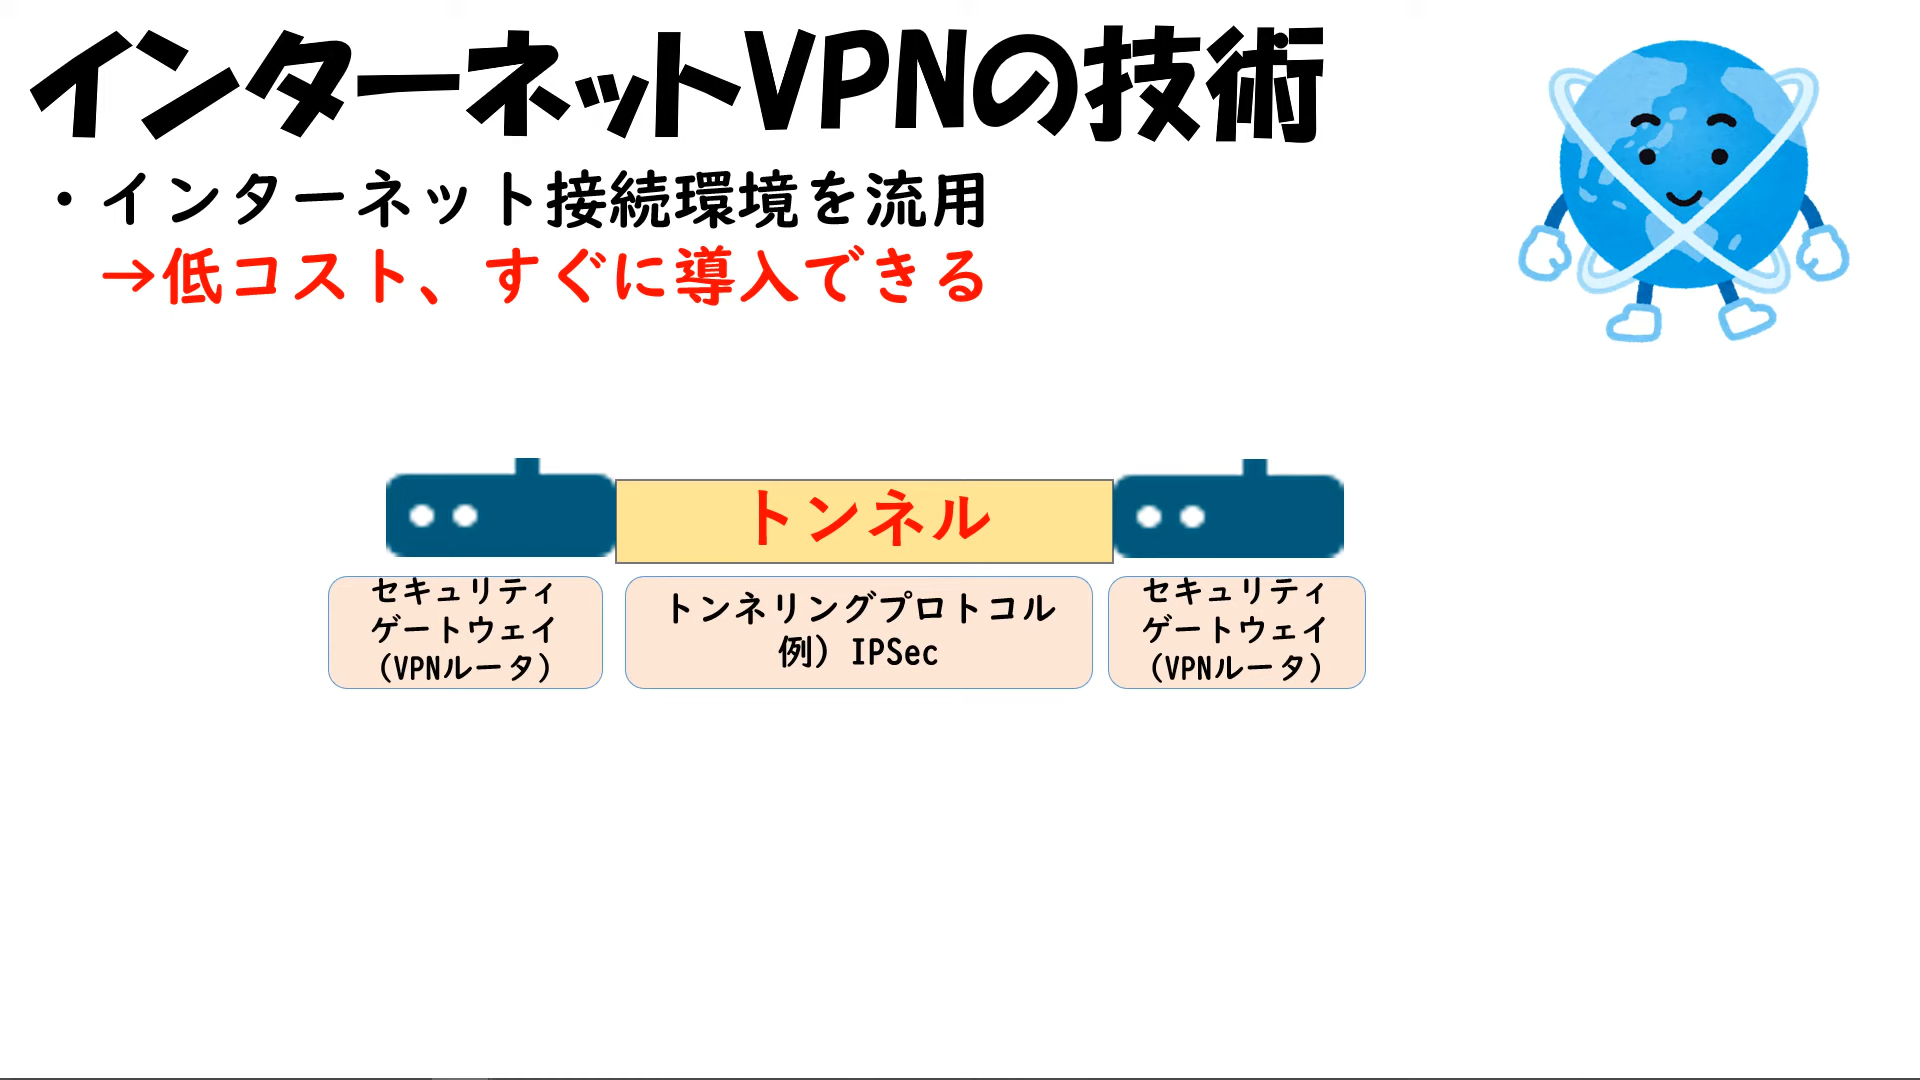 インターネットVPNの技術
・インターネット接続環境を流用
→低コスト、すぐに導入できる
トンネル
セキュリティ
ゲートウェイ
（VPNルータ）
トンネリングプロトコル
例）IPSec
セキュリティ
ゲートウェイ
（VPNルータ）